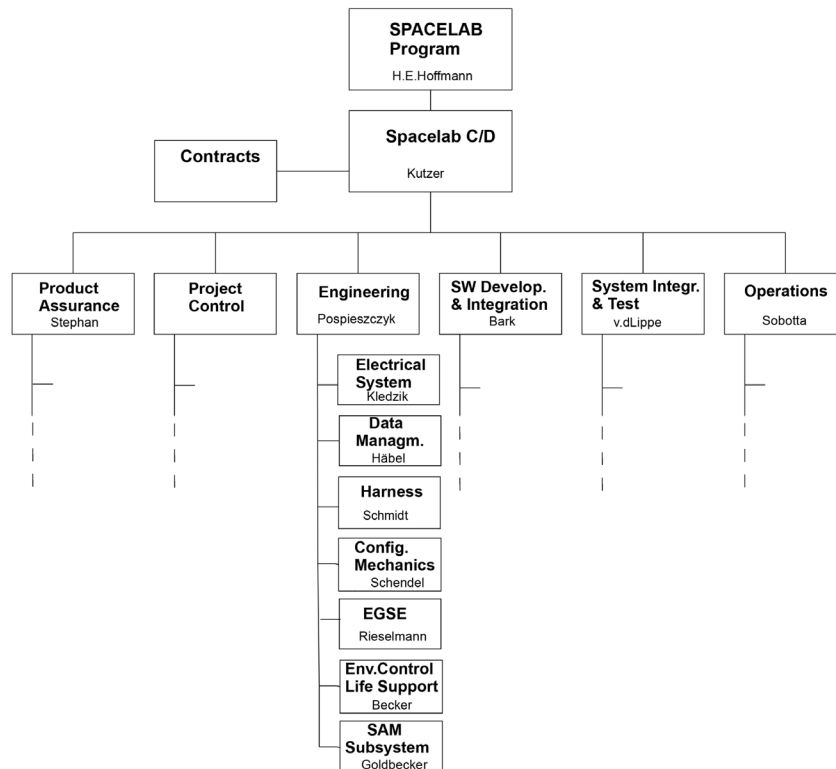 SPACELAB
Program
H.E.Hoffmann
Spacelab C/D
Kutzer
Contracts
Product
Assurance
Stephan
Project
Control
Engineering
Pospieszczyk
SW Develop.
& Integration
Bark
System Integr.
& Test
v.dLippe
Operations
Sobotta
Electrical
System
Kledzik
Data
Managm.
Häbel
Harness
Schmidt
Config.
Mechanics
Schendel
EGSE
Rieselmann
Env.Control
Life Support
Becker
SAM
Subsystem
Goldbecker